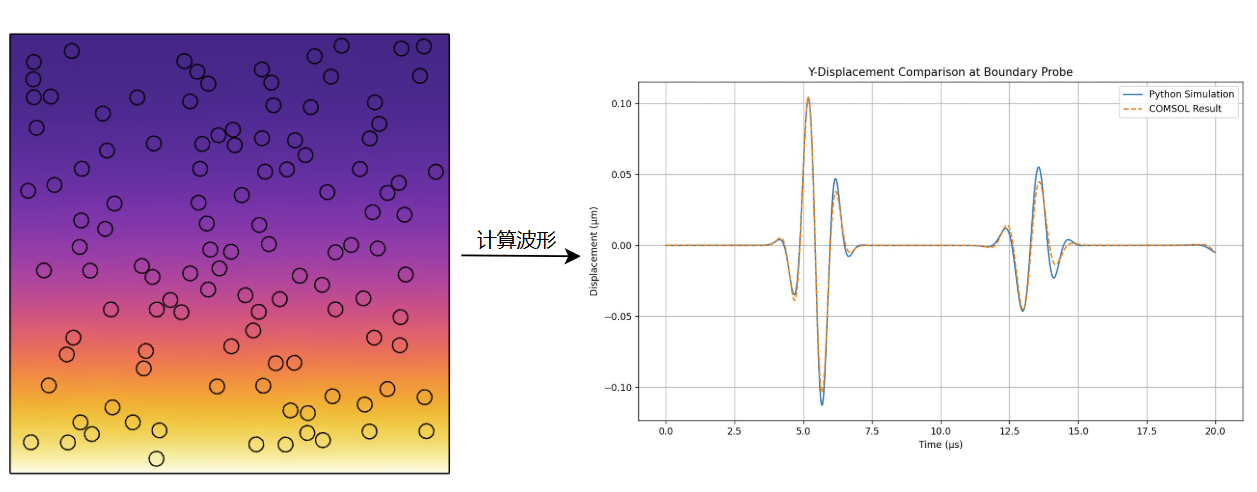 计算波形
Y-Displacement Comparison at Boundary Probe
Python Simulation
COMSOL Result
Displacement (μm)
0.10
0.05
0.00
−0.05
−0.10
0.0 2.5 5.0 7.5 10.0 12.5 15.0 17.5 20.0
Time (μs)